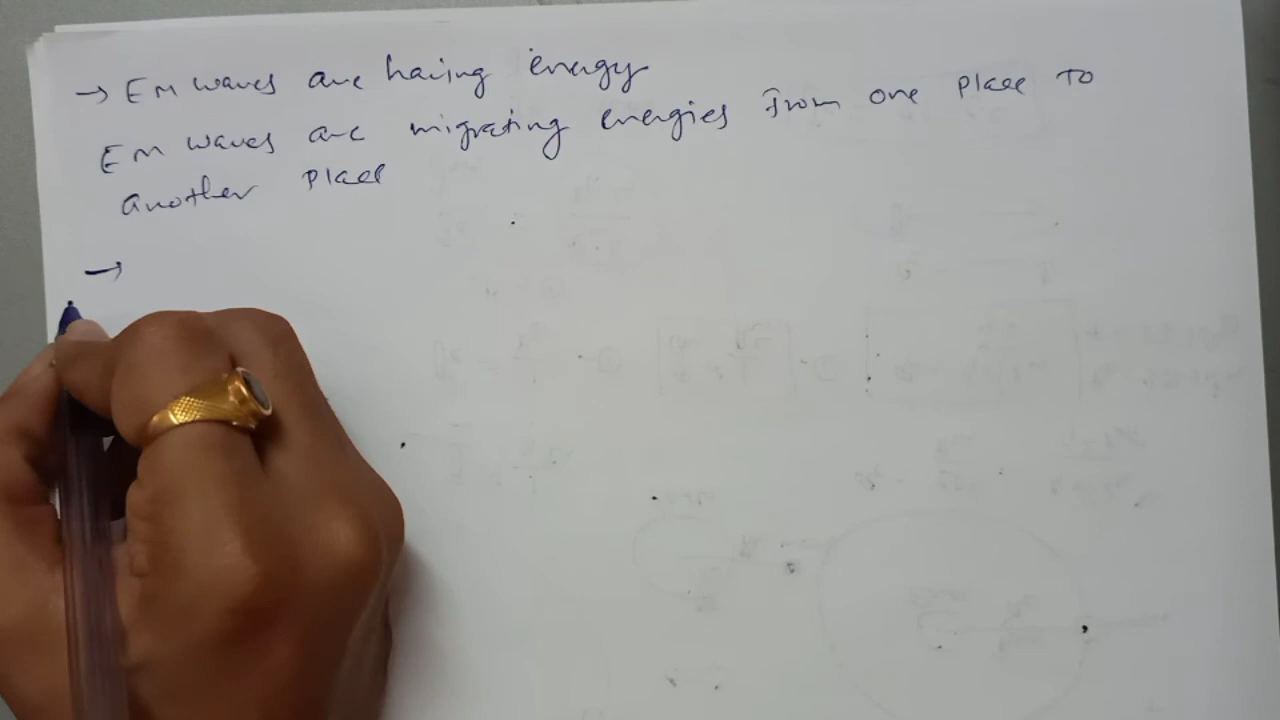 → EM waves are having energy
EM waves are migrating energies from one place to
another place
→